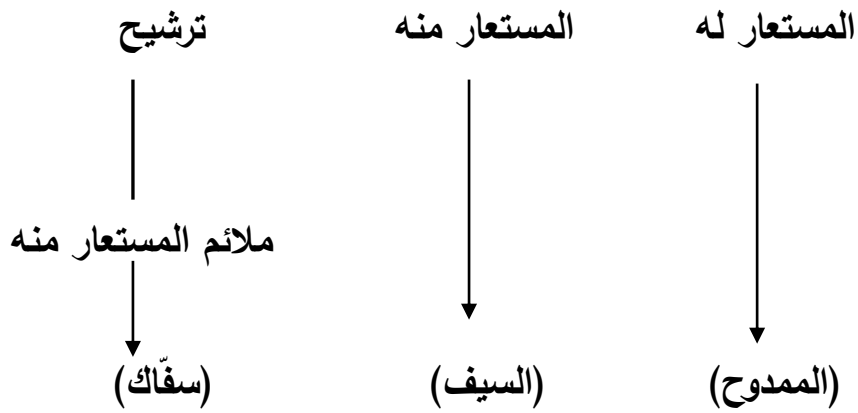 المستعار له المستعار منه ترشيح
ملائم المستعار منه
(الممدوح) (السيف) (سفّاك)